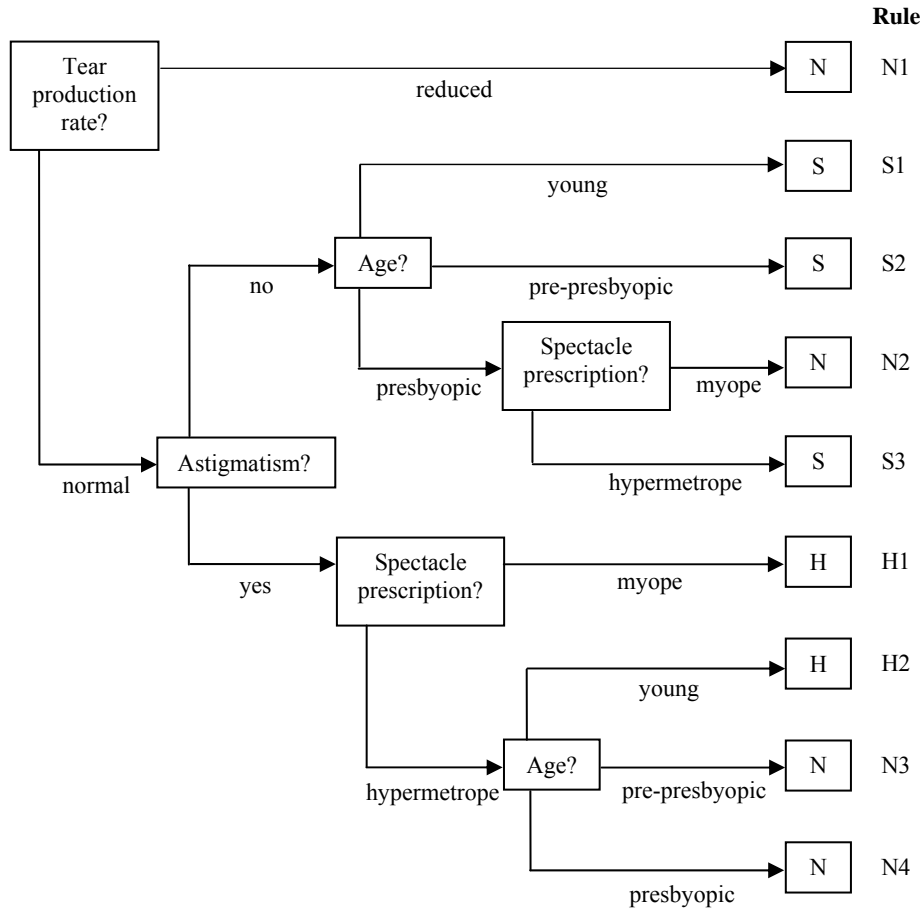 Rule
Tear
production
rate?
reduced
N
N1
young
S
S1
no
Age?
pre-presbyopic
S
S2
presbyopic
Spectacle
prescription?
myope
N
N2
hypermetrope
S
S3
normal
Astigmatism?
yes
Spectacle
prescription?
myope
H
H1
young
H
H2
hypermetrope
Age?
pre-presbyopic
N
N3
presbyopic
N
N4